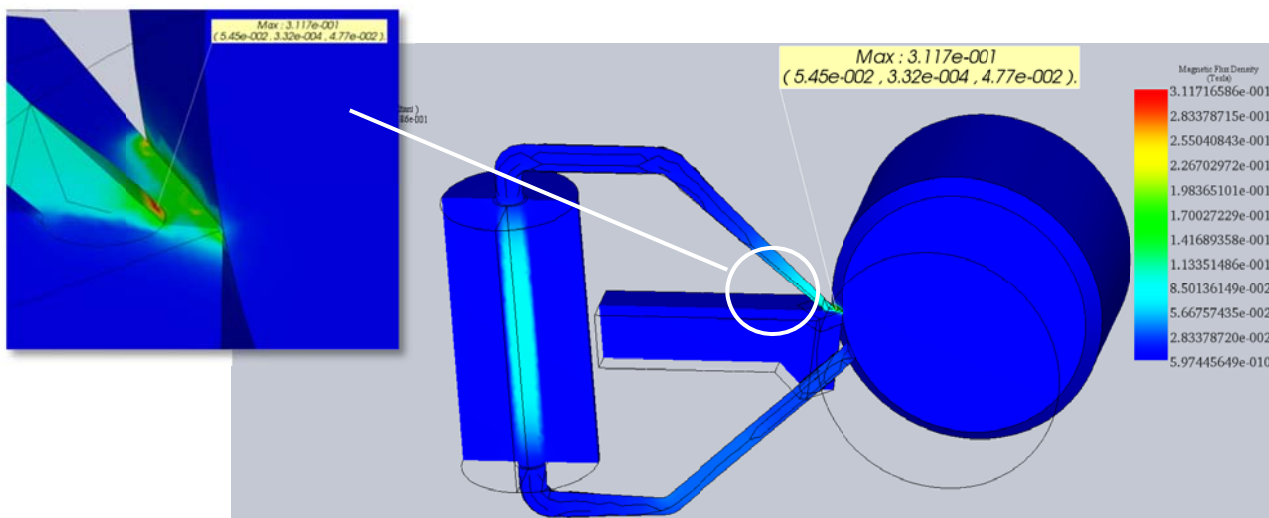 Max : 3.117e-001
( 5.45e-002 , 3.32e-004 , 4.77e-002 ).
Max : 3.117e-001
( 5.45e-002 , 3.32e-004 , 4.77e-002 ).
86e-001
Magnetic Flux Density
(Tesla)
3.11716586e-001
2.83378715e-001
2.55040843e-001
2.26702972e-001
1.98365101e-001
1.70027229e-001
1.41689358e-001
1.13351486e-001
8.50136149e-002
5.66757435e-002
2.83378720e-002
5.97445649e-010